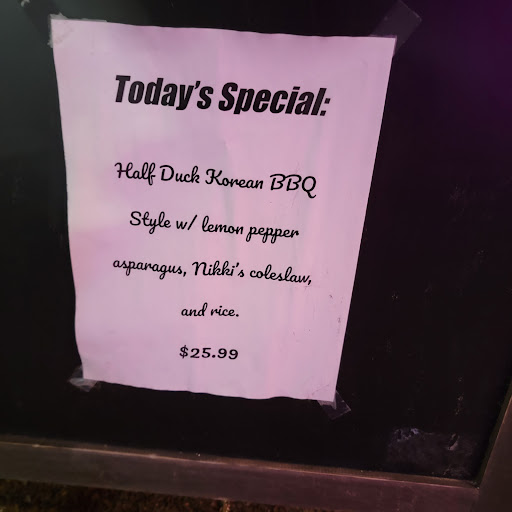 Today's Special:
Half Duck Korean BBQ
Style w/ lemon pepper
asparagus, Nikki's coleslaw,
and rice.
$25.99